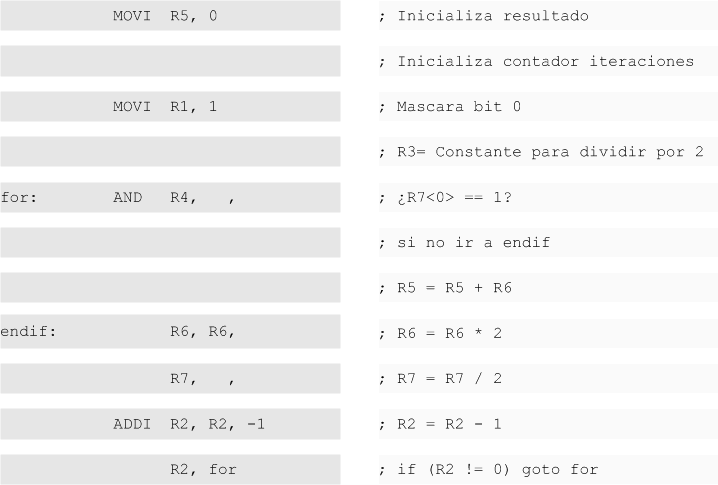 MOVI R5, 0 ; Inicializa resultado
; Inicializa contador iteraciones
MOVI R1, 1 ; Mascara bit 0
; R3= Constante para dividir por 2
for: AND R4, , ; ¿R7<0> == 1?
; si no ir a endif
; R5 = R5 + R6
endif: R6, R6, ; R6 = R6 * 2
R7, , ; R7 = R7 / 2
ADDI R2, R2, -1 ; R2 = R2 - 1
R2, for ; if (R2 != 0) goto for